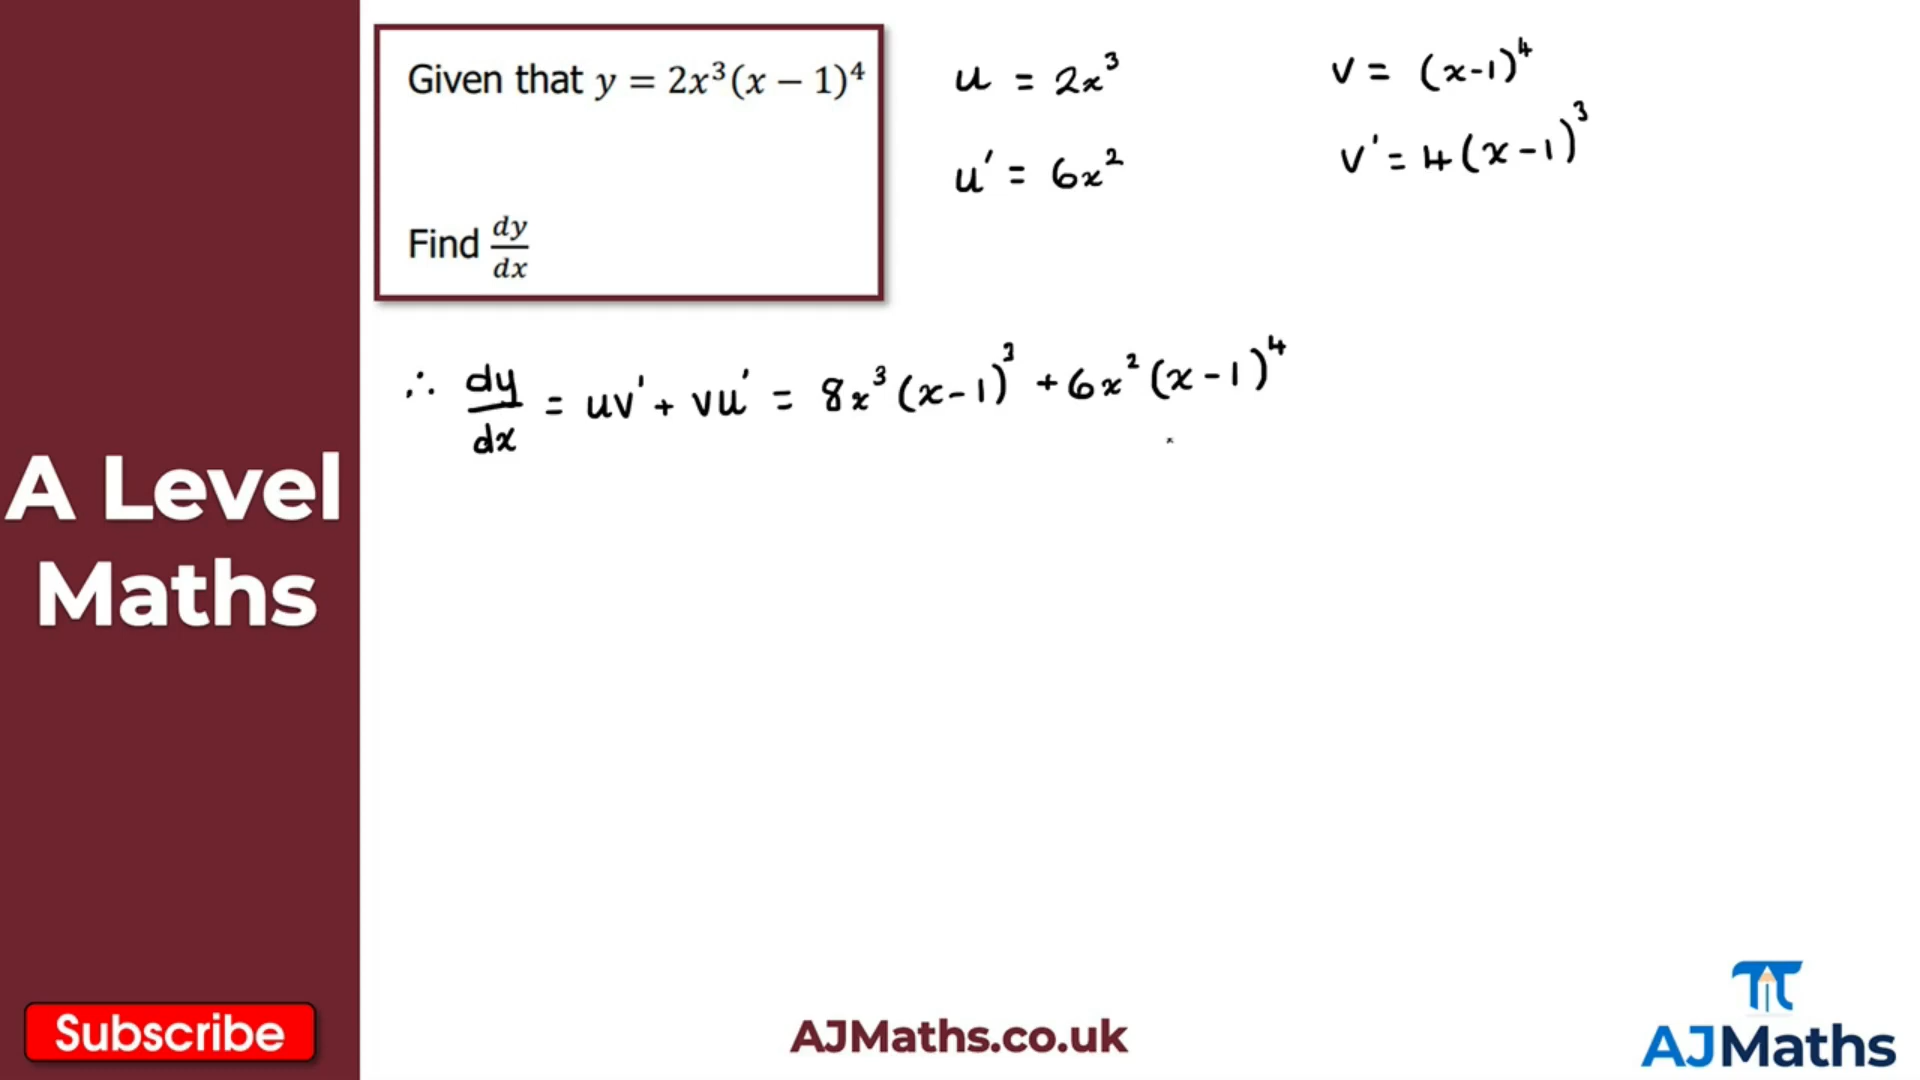 Given that y = 2x³(x − 1)⁴
Find dy/dx
u = 2x³
u′ = 6x²
v = (x-1)⁴
v′ = 4(x-1)³
∴ dy/dx = uv′ + vu′ = 8x³(x-1)³ + 6x²(x-1)⁴
A Level
Maths
Subscribe
AJMaths.co.uk
AJMaths